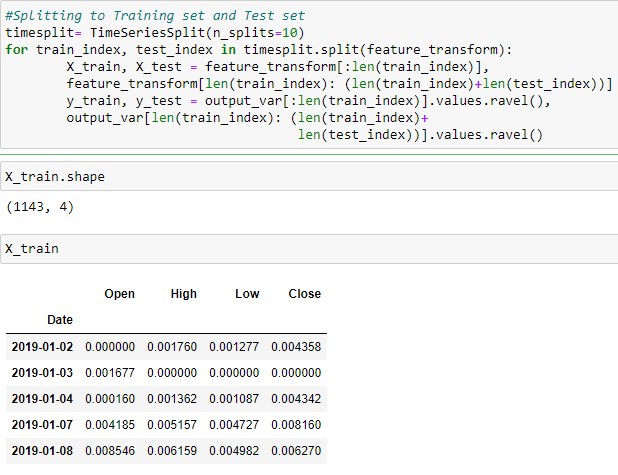 #Splitting to Training set and Test set
timesplit= TimeSeriesSplit(n_splits=10)
for train_index, test_index in timesplit.split(feature_transform):
        X_train, X_test = feature_transform[:len(train_index)],
        feature_transform[len(train_index): (len(train_index)+len(test_index))]
        y_train, y_test = output_var[:len(train_index)].values.ravel(),
        output_var[len(train_index): (len(train_index)+
                                      len(test_index))].values.ravel()
X_train.shape
(1143, 4)
X_train
Open High Low Close
Date
2019-01-02 0.000000 0.001760 0.001277 0.004358
2019-01-03 0.001677 0.000000 0.000000 0.000000
2019-01-04 0.000160 0.001362 0.001087 0.004342
2019-01-07 0.004185 0.005157 0.004727 0.008160
2019-01-08 0.008546 0.006159 0.004982 0.006270